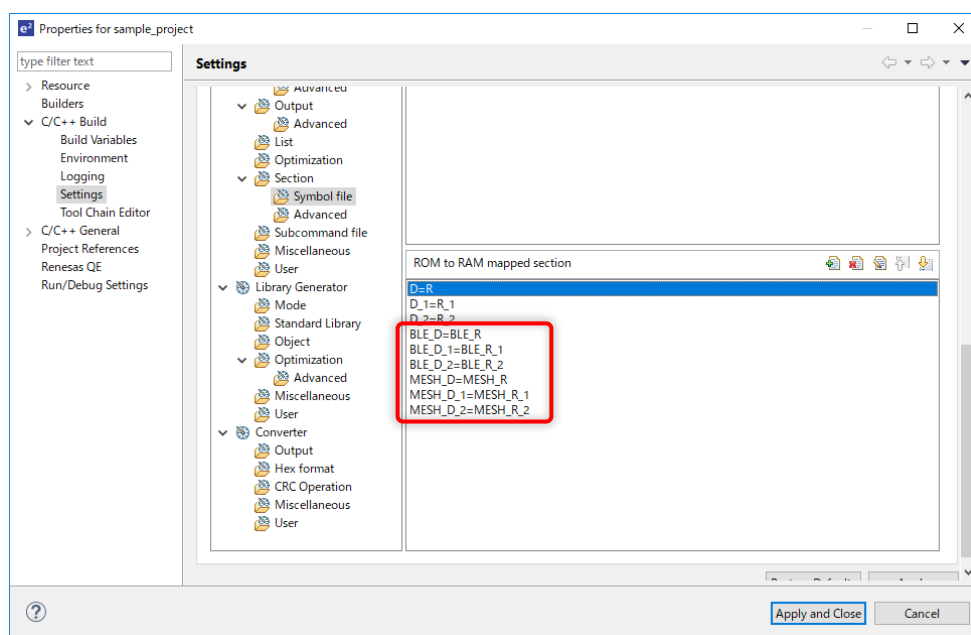 e² Properties for sample_project
type filter text
Resource
Builders
C/C++ Build
Build Variables
Environment
Logging
Settings
Tool Chain Editor
C/C++ General
Project References
Renesas QE
Run/Debug Settings
Settings
Advanced
Output
Advanced
List
Optimization
Section
Symbol file
Advanced
Subcommand file
Miscellaneous
User
Library Generator
Mode
Standard Library
Object
Optimization
Advanced
Miscellaneous
User
Converter
Output
Hex format
CRC Operation
Miscellaneous
User
ROM to RAM mapped section
D=R
D_1=R_1
D_2=R_2
BLE_D=BLE_R
BLE_D_1=BLE_R_1
BLE_D_2=BLE_R_2
MESH_D=MESH_R
MESH_D_1=MESH_R_1
MESH_D_2=MESH_R_2
Apply and Close
Cancel